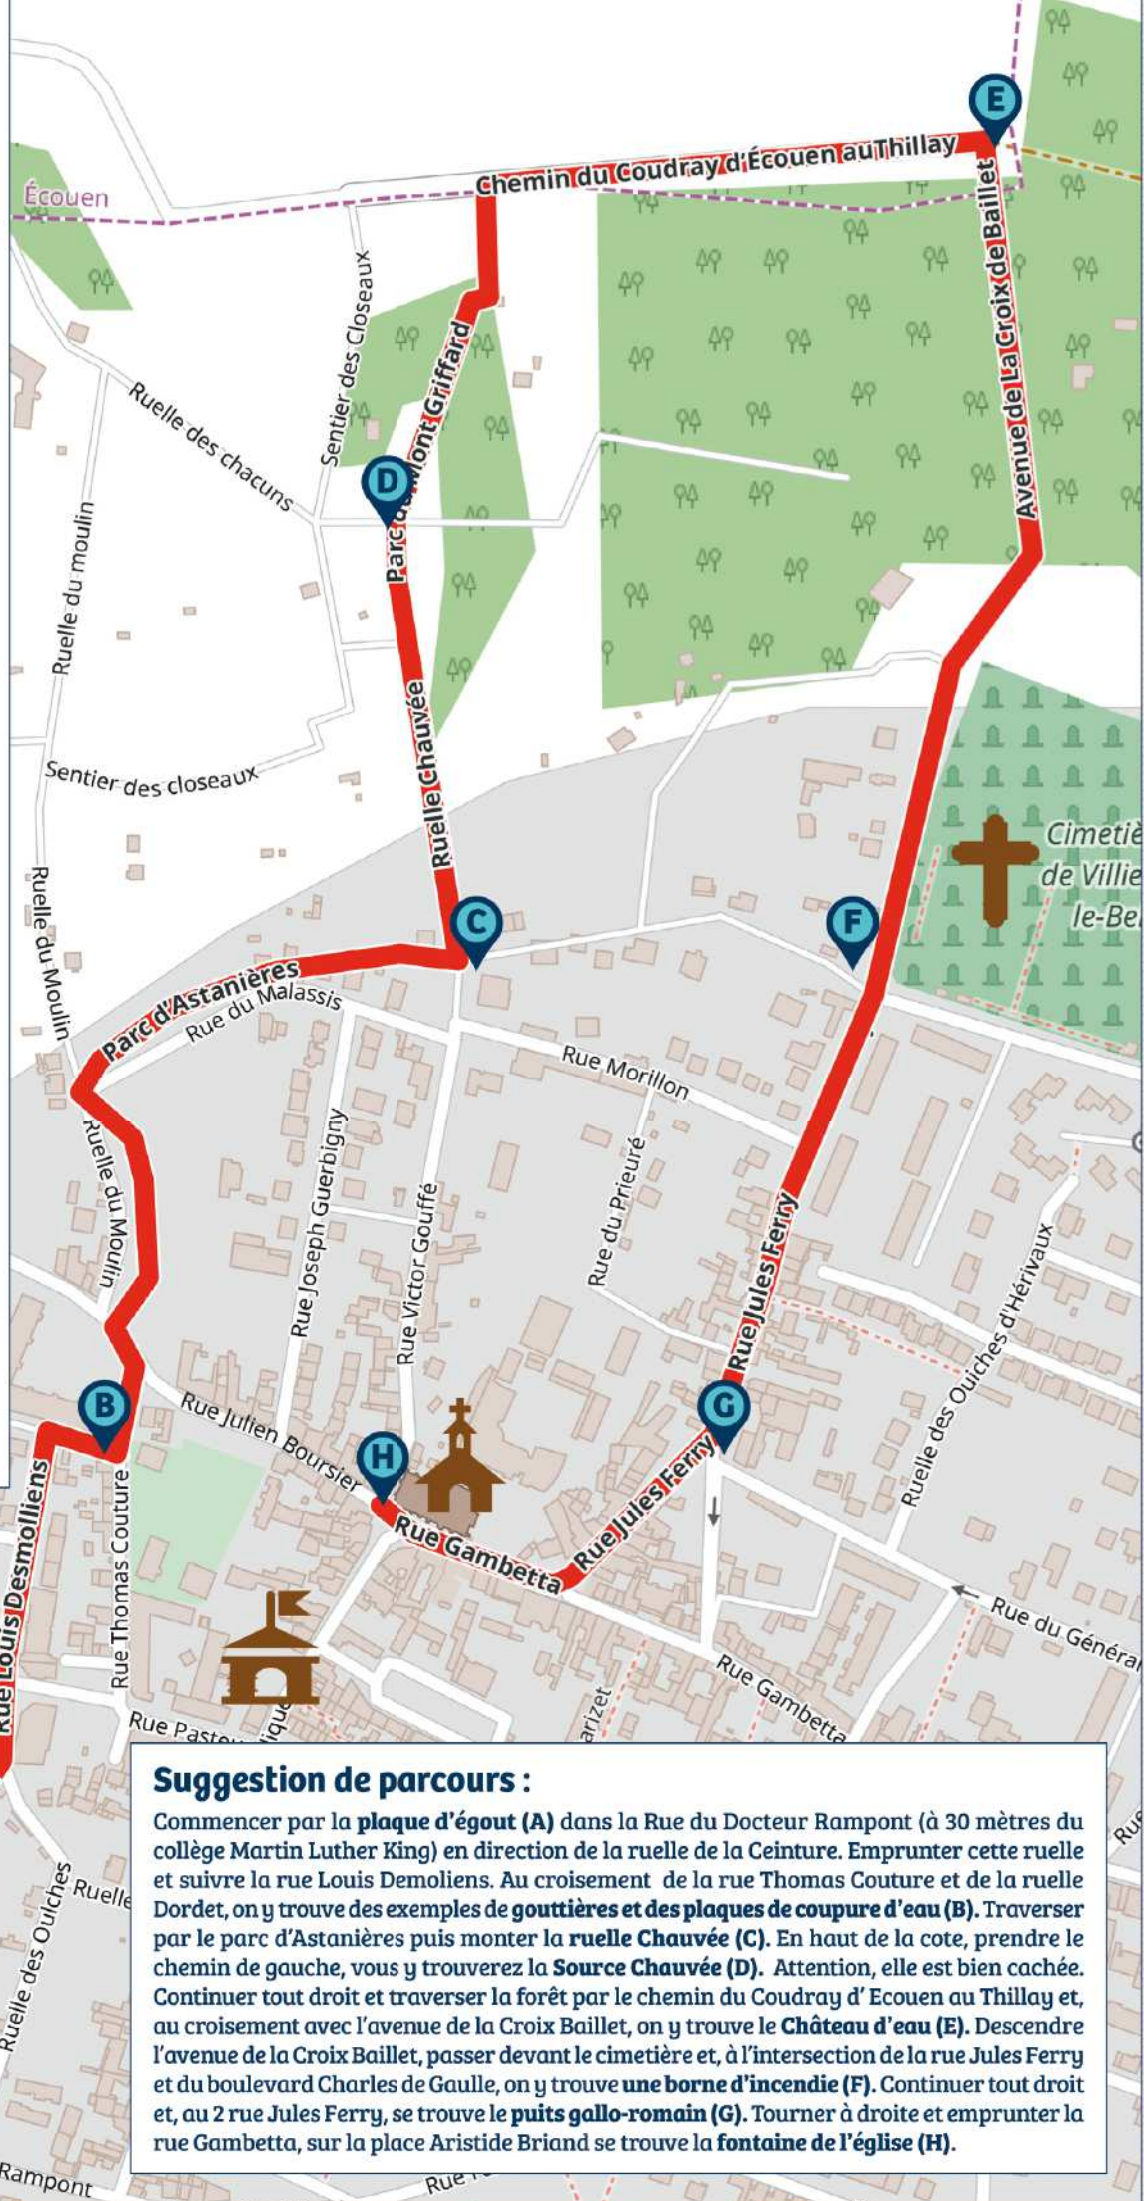 E
Chemin du Coudray d'Écouen au Thillay
Écouen
Avenue de La Croix de Baillet
Sentier des Closeaux
Parc du Mont Griffard
Ruelle des chacuns
D
Ruelle du moulin
Ruelle Chauvée
Sentier des closeaux
Cimetiè
de Villie
le-Be
Ruelle du Moulin
C
F
Parc d'Astanières
Rue du Malassis
Rue Morillon
Ruelle du Moulin
Rue Joseph Guerbigny
Rue Victor Gouffé
Rue du Prieuré
Rue Jules Ferry
Ruelle des Ouiches d'Hérivaux
B
G
Rue Julien Boursier
H
Rue Jules Ferry
Rue Gambetta
Rue Louis Desmolliens
Rue Thomas Couture
Rue du Général
Rue Gambetta
arizet
Rue Paste
lique
Suggestion de parcours :
Commencer par la plaque d'égout (A) dans la Rue du Docteur Rampont (à 30 mètres du
collège Martin Luther King) en direction de la ruelle de la Ceinture. Emprunter cette ruelle
et suivre la rue Louis Demoliens. Au croisement de la rue Thomas Couture et de la ruelle
Dordet, on y trouve des exemples de gouttières et des plaques de coupure d'eau (B). Traverser
par le parc d'Astanières puis monter la ruelle Chauvée (C). En haut de la cote, prendre le
chemin de gauche, vous y trouverez la Source Chauvée (D). Attention, elle est bien cachée.
Continuer tout droit et traverser la forêt par le chemin du Coudray d' Ecouen au Thillay et,
au croisement avec l'avenue de la Croix Baillet, on y trouve le Château d'eau (E). Descendre
l'avenue de la Croix Baillet, passer devant le cimetière et, à l'intersection de la rue Jules Ferry
et du boulevard Charles de Gaulle, on y trouve une borne d'incendie (F). Continuer tout droit
et, au 2 rue Jules Ferry, se trouve le puits gallo-romain (G). Tourner à droite et emprunter la
rue Gambetta, sur la place Aristide Briand se trouve la fontaine de l'église (H).
Rue
Ruelle
Ruelle des Oulches
Rampont
Rue